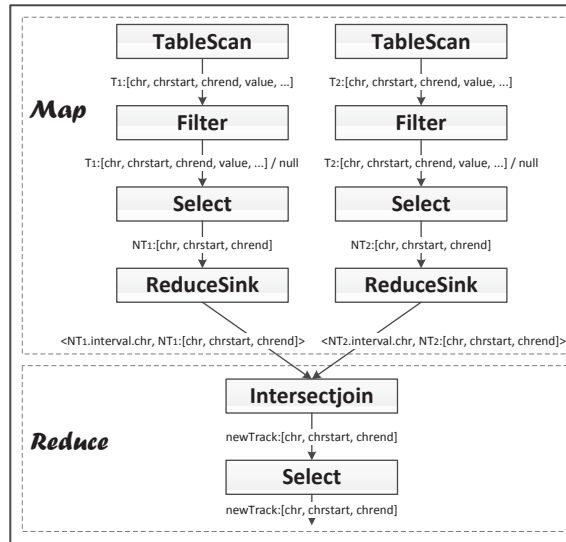 TableScan TableScan
T1:[chr, chrstart, chrend, value, ...] T2:[chr, chrstart, chrend, value, ...]
Map
Filter Filter
T1:[chr, chrstart, chrend, value, ...] / null T2:[chr, chrstart, chrend, value, ...] / null
Select Select
NT1:[chr, chrstart, chrend] NT2:[chr, chrstart, chrend]
ReduceSink ReduceSink
<NT1.interval.chr, NT1:[chr, chrstart, chrend]> <NT2.interval.chr, NT2:[chr, chrstart, chrend]>
Intersectjoin
newTrack:[chr, chrstart, chrend]
Reduce
Select
newTrack:[chr, chrstart, chrend]